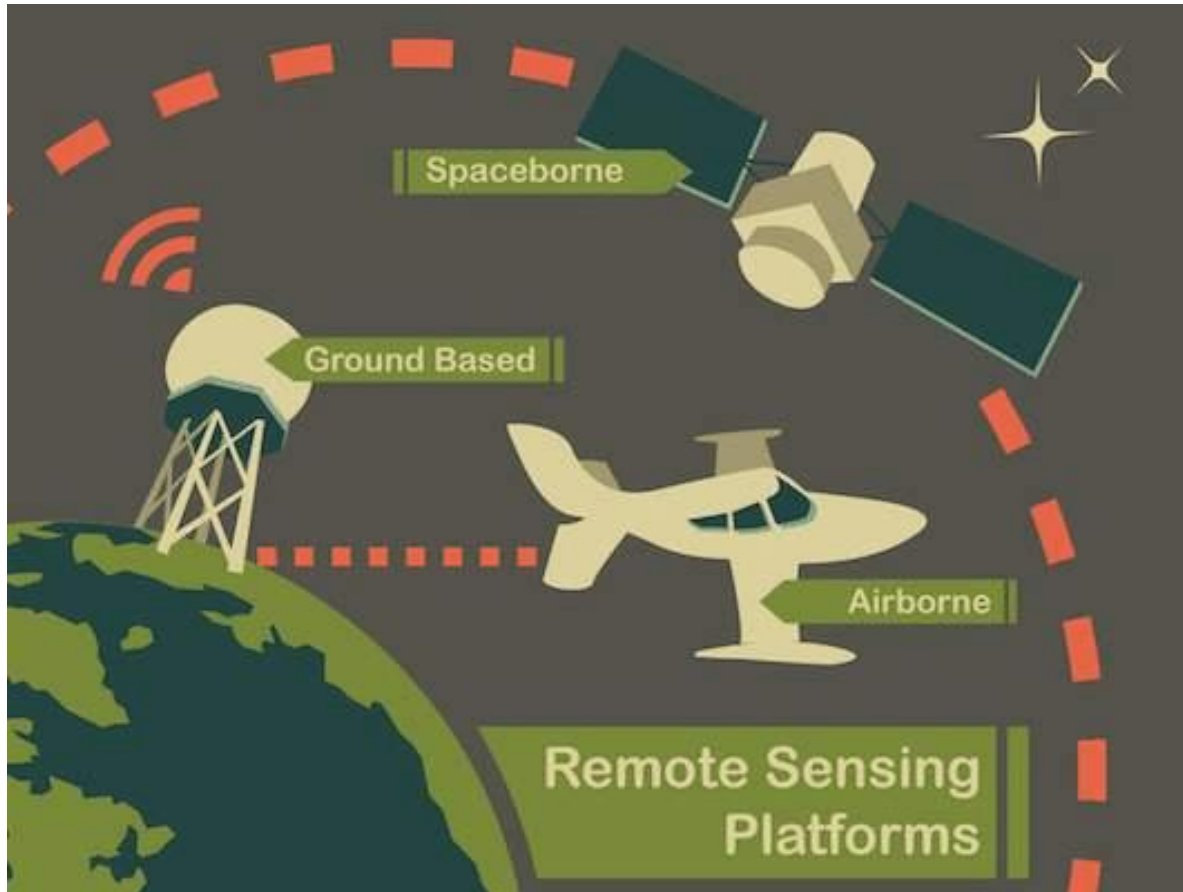 Spaceborne
Ground Based
Airborne
Remote Sensing
Platforms